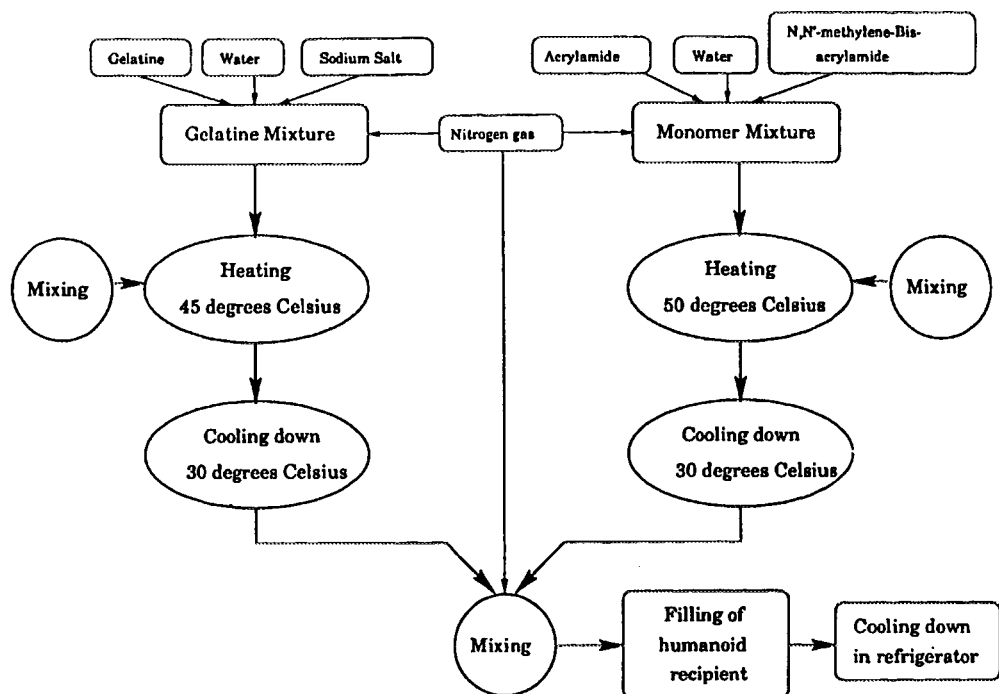 Gelatine
Water
Sodium Salt
Acrylamide
Water
N,N'-methylene-Bis-
acrylamide
Gelatine Mixture
Nitrogen gas
Monomer Mixture
Mixing
Heating
45 degrees Celsius
Heating
50 degrees Celsius
Mixing
Cooling down
30 degrees Celsius
Cooling down
30 degrees Celsius
Mixing
Filling of
humanoid
recipient
Cooling down
in refrigerator